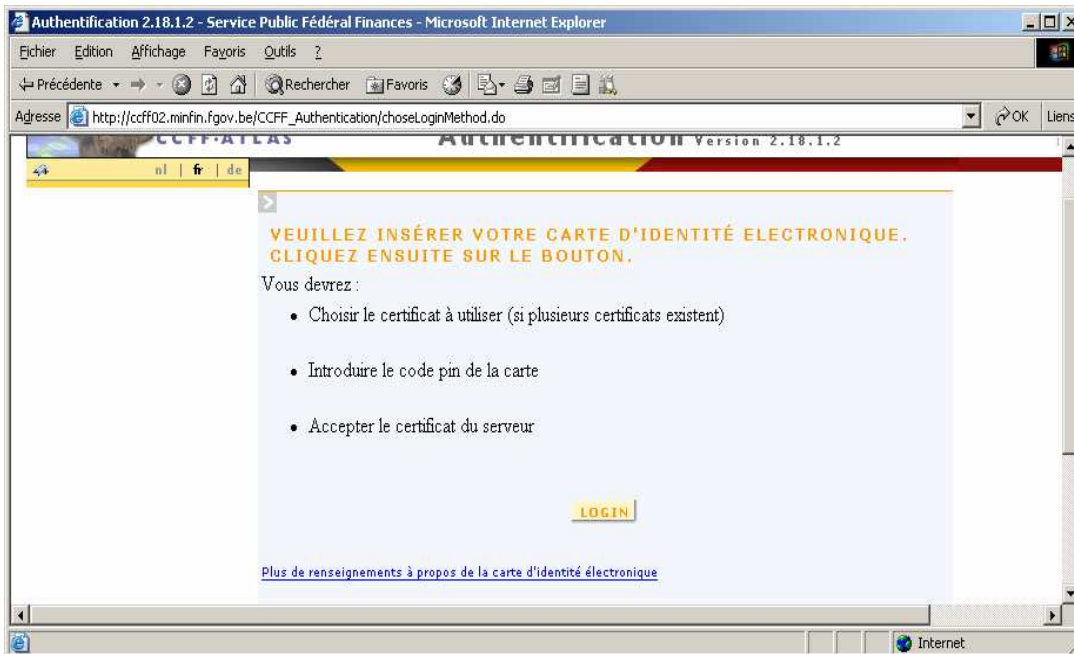 Authentification 2.18.1.2 - Service Public Fédéral Finances - Microsoft Internet Explorer
Fichier Edition Affichage Favoris Outils ?
Précédente Rechercher Favoris
Adresse http://ccff02.minfin.fgov.be/CCFF_Authentication/choseLoginMethod.do OK Liens
CCFF-ATLAS Authentification Version 2.18.1.2
nl | fr | de
VEUILLEZ INSÉRER VOTRE CARTE D'IDENTITÉ ELECTRONIQUE.
CLIQUEZ ENSUITE SUR LE BOUTON.
Vous devrez :
• Choisir le certificat à utiliser (si plusieurs certificats existent)
• Introduire le code pin de la carte
• Accepter le certificat du serveur
LOGIN
Plus de renseignements à propos de la carte d'identité électronique
Internet